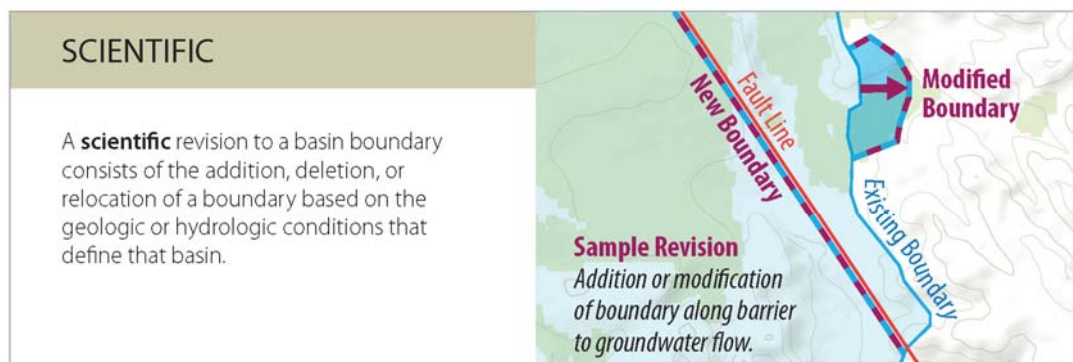 SCIENTIFIC
A scientific revision to a basin boundary
consists of the addition, deletion, or
relocation of a boundary based on the
geologic or hydrologic conditions that
define that basin.
Fault Line
New Boundary
Modified
Boundary
Existing Boundary
Sample Revision
Addition or modification
of boundary along barrier
to groundwater flow.